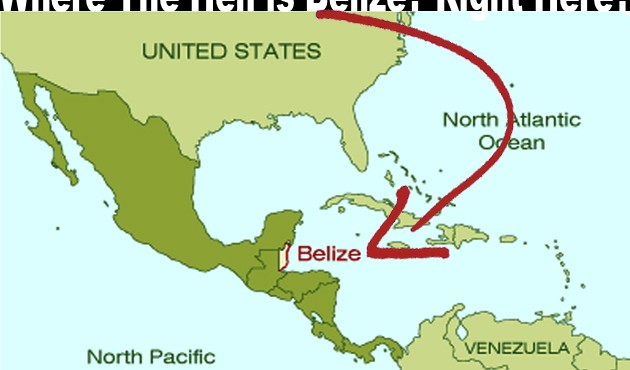 Where The Hell is Belize? Right Here!
UNITED STATES
North Atlantic
Ocean
Belize
VENEZUELA
North Pacific